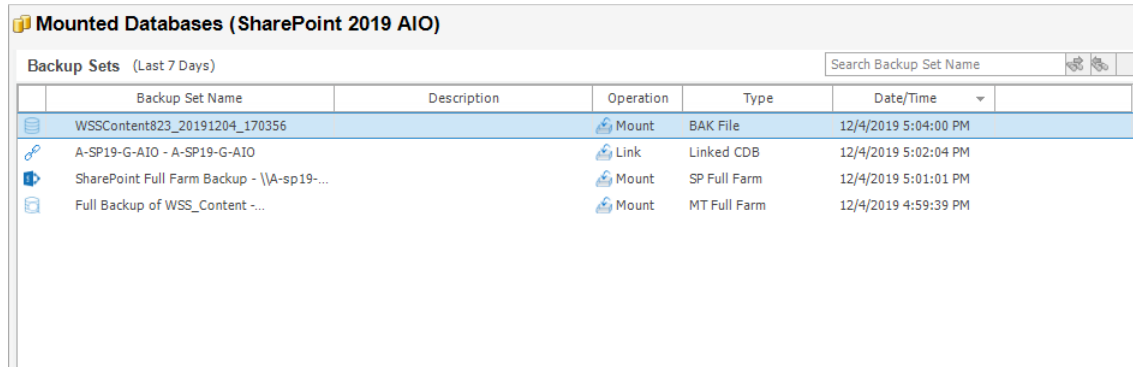 Mounted Databases (SharePoint 2019 AIO)
Backup Sets (Last 7 Days) Search Backup Set Name
Backup Set Name Description Operation Type Date/Time
WSSContent823_20191204_170356 Mount BAK File 12/4/2019 5:04:00 PM
A-SP19-G-AIO - A-SP19-G-AIO Link Linked CDB 12/4/2019 5:02:04 PM
SharePoint Full Farm Backup - \\A-sp19-... Mount SP Full Farm 12/4/2019 5:01:01 PM
Full Backup of WSS_Content -... Mount MT Full Farm 12/4/2019 4:59:39 PM